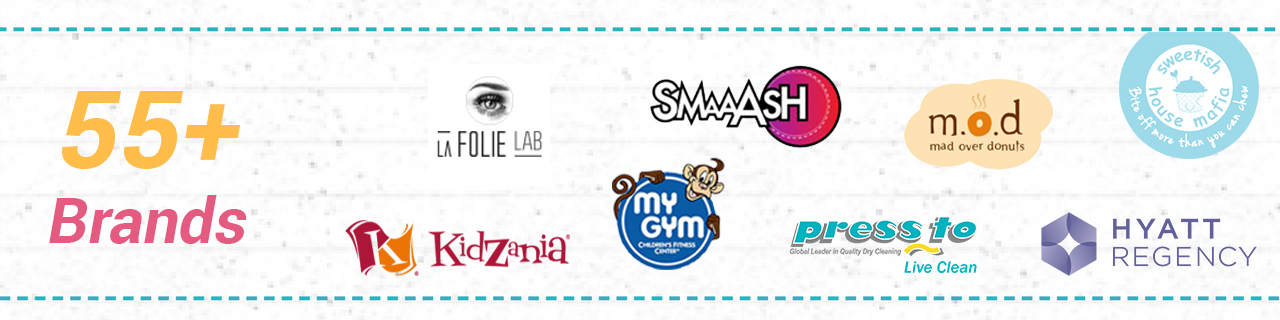 55+
Brands
LA FOLIE LAB
SMAAASH
m.o.d
mad over donuts
sweetish
house mafia
Bite off more than you can chew
KidZania®
MY
GYM
CHILDREN'S FITNESS
CENTER
press to
Global Leader in Quality Dry Cleaning
Live Clean
HYATT
REGENCY